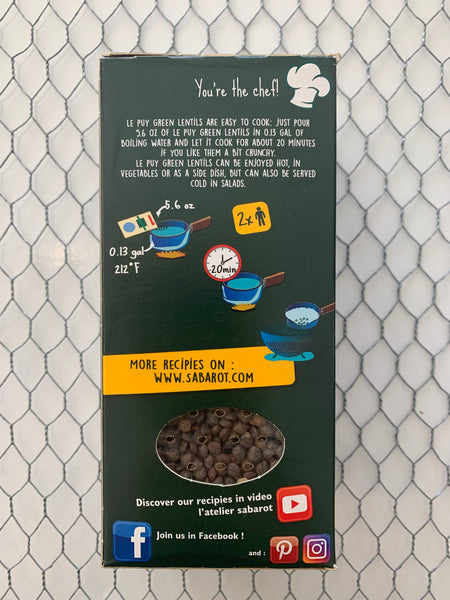 You're the chef!
LE PUY GREEN LENTILS ARE EASY TO COOK: JUST POUR
5.6 OZ OF LE PUY GREEN LENTILS IN 0.13 GAL OF
BOILING WATER AND LET IT COOK FOR ABOUT 20 MINUTES
IF YOU LIKE THEM A BIT CRUNCHY.
LE PUY GREEN LENTILS CAN BE ENJOYED HOT, IN
VEGETABLES OR AS A SIDE DISH, BUT CAN ALSO BE SERVED
COLD IN SALADS.
5.6 oz
2x
0.13 gal
212°F
20min
MORE RECIPIES ON :
WWW.SABAROT.COM
Discover our recipies in video
l'atelier sabarot
f
Join us in Facebook !
and :